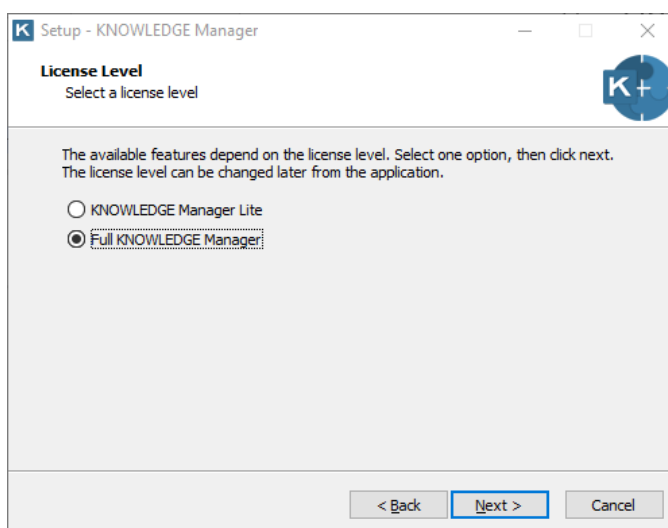 K Setup - KNOWLEDGE Manager
License Level
Select a license level
K+
The available features depend on the license level. Select one option, then click next.
The license level can be changed later from the application.
KNOWLEDGE Manager Lite
Full KNOWLEDGE Manager
< Back Next > Cancel